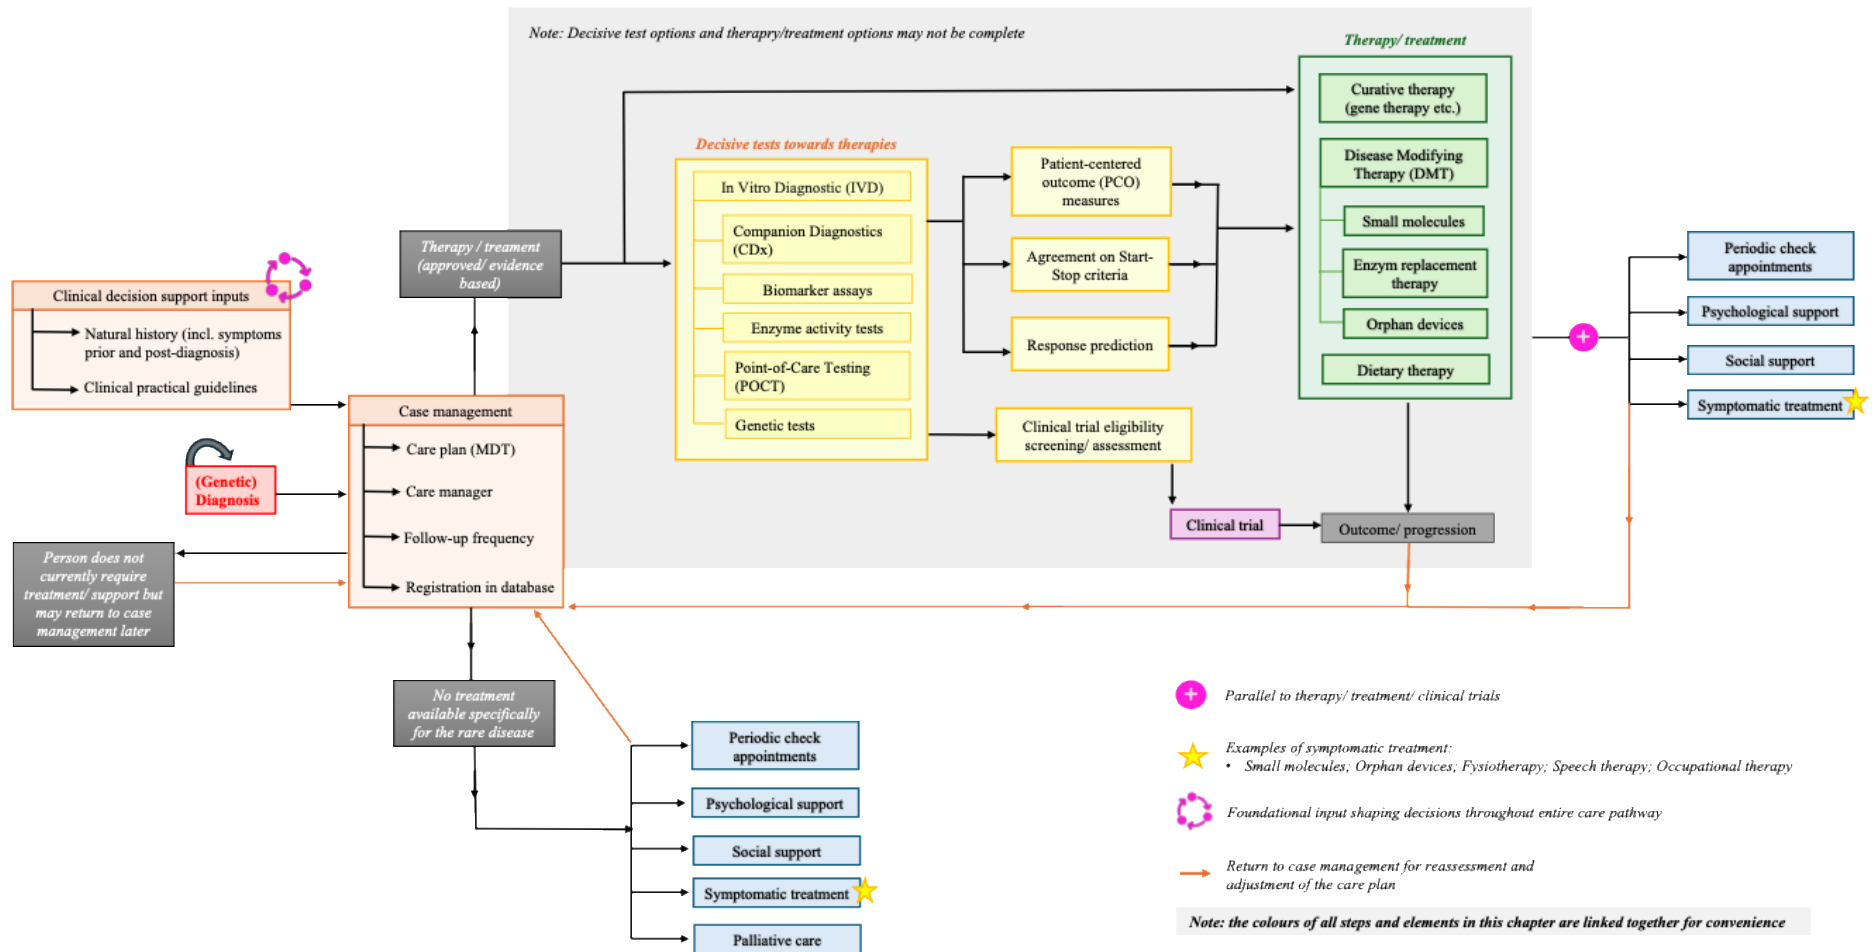 Note: Decisive test options and therapry/treatment options may not be complete
Therapy/ treatment
Curative therapy
(gene therapy etc.)
Disease Modifying
Therapy (DMT)
Small molecules
Enzym replacement
therapy
Orphan devices
Dietary therapy
Decisive tests towards therapies
In Vitro Diagnostic (IVD)
Companion Diagnostics
(CDx)
Biomarker assays
Enzyme activity tests
Point-of-Care Testing
(POCT)
Genetic tests
Patient-centered
outcome (PCO)
measures
Agreement on Start-
Stop criteria
Response prediction
Clinical trial eligibility
screening/ assessment
Clinical trial
Outcome/ progression
Therapy / treament
(approved/ evidence
based)
Clinical decision support inputs
Natural history (incl. symptoms
prior and post-diagnosis)
Clinical practical guidelines
Case management
Care plan (MDT)
Care manager
Follow-up frequency
Registration in database
(Genetic)
Diagnosis
Person does not
currently require
treatment/ support but
may return to case
management later
No treatment
available specifically
for the rare disease
Periodic check
appointments
Psychological support
Social support
Symptomatic treatment
Palliative care
+
Periodic check
appointments
Psychological support
Social support
Symptomatic treatment
+
Parallel to therapy/ treatment/ clinical trials
Examples of symptomatic treatment:
• Small molecules; Orphan devices; Fysiotherapy; Speech therapy; Occupational therapy
Foundational input shaping decisions throughout entire care pathway
Return to case management for reassessment and
adjustment of the care plan
Note: the colours of all steps and elements in this chapter are linked together for convenience